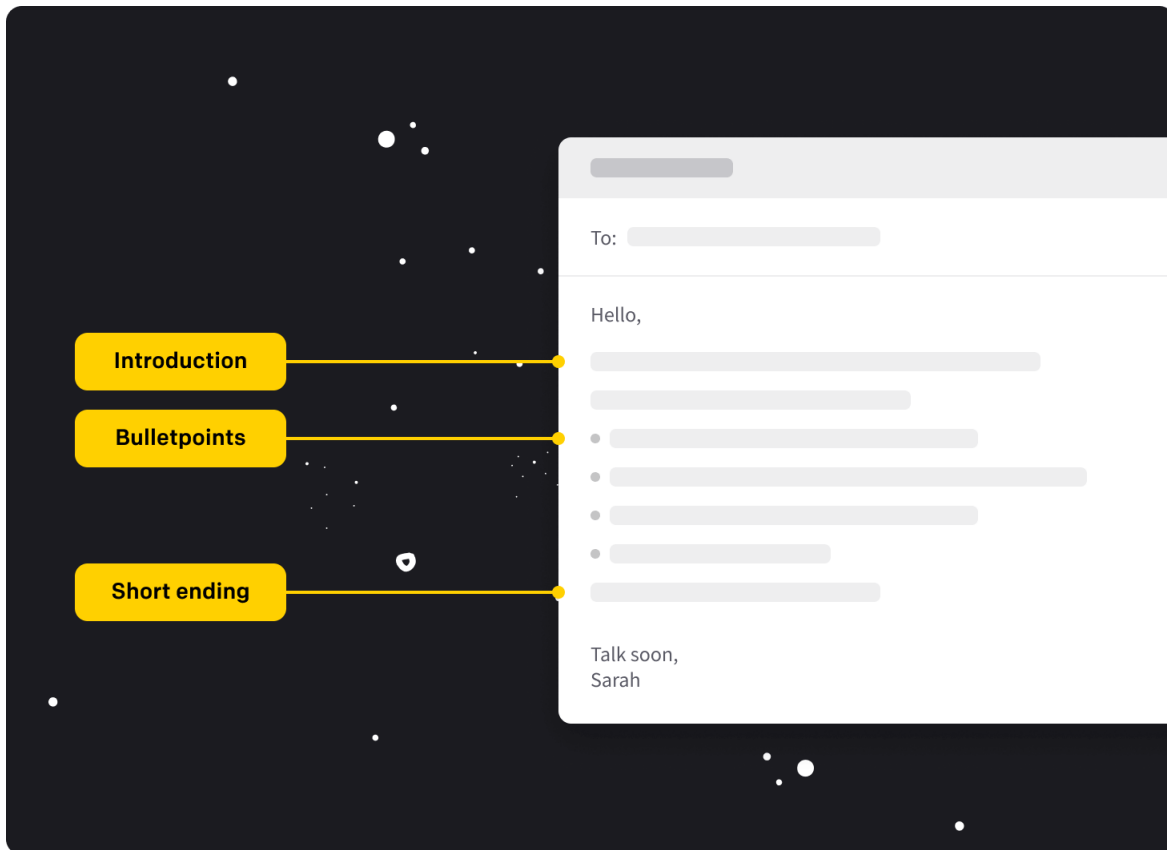 To:
Hello,
Introduction
Bulletpoints
Short ending
Talk soon,
Sarah